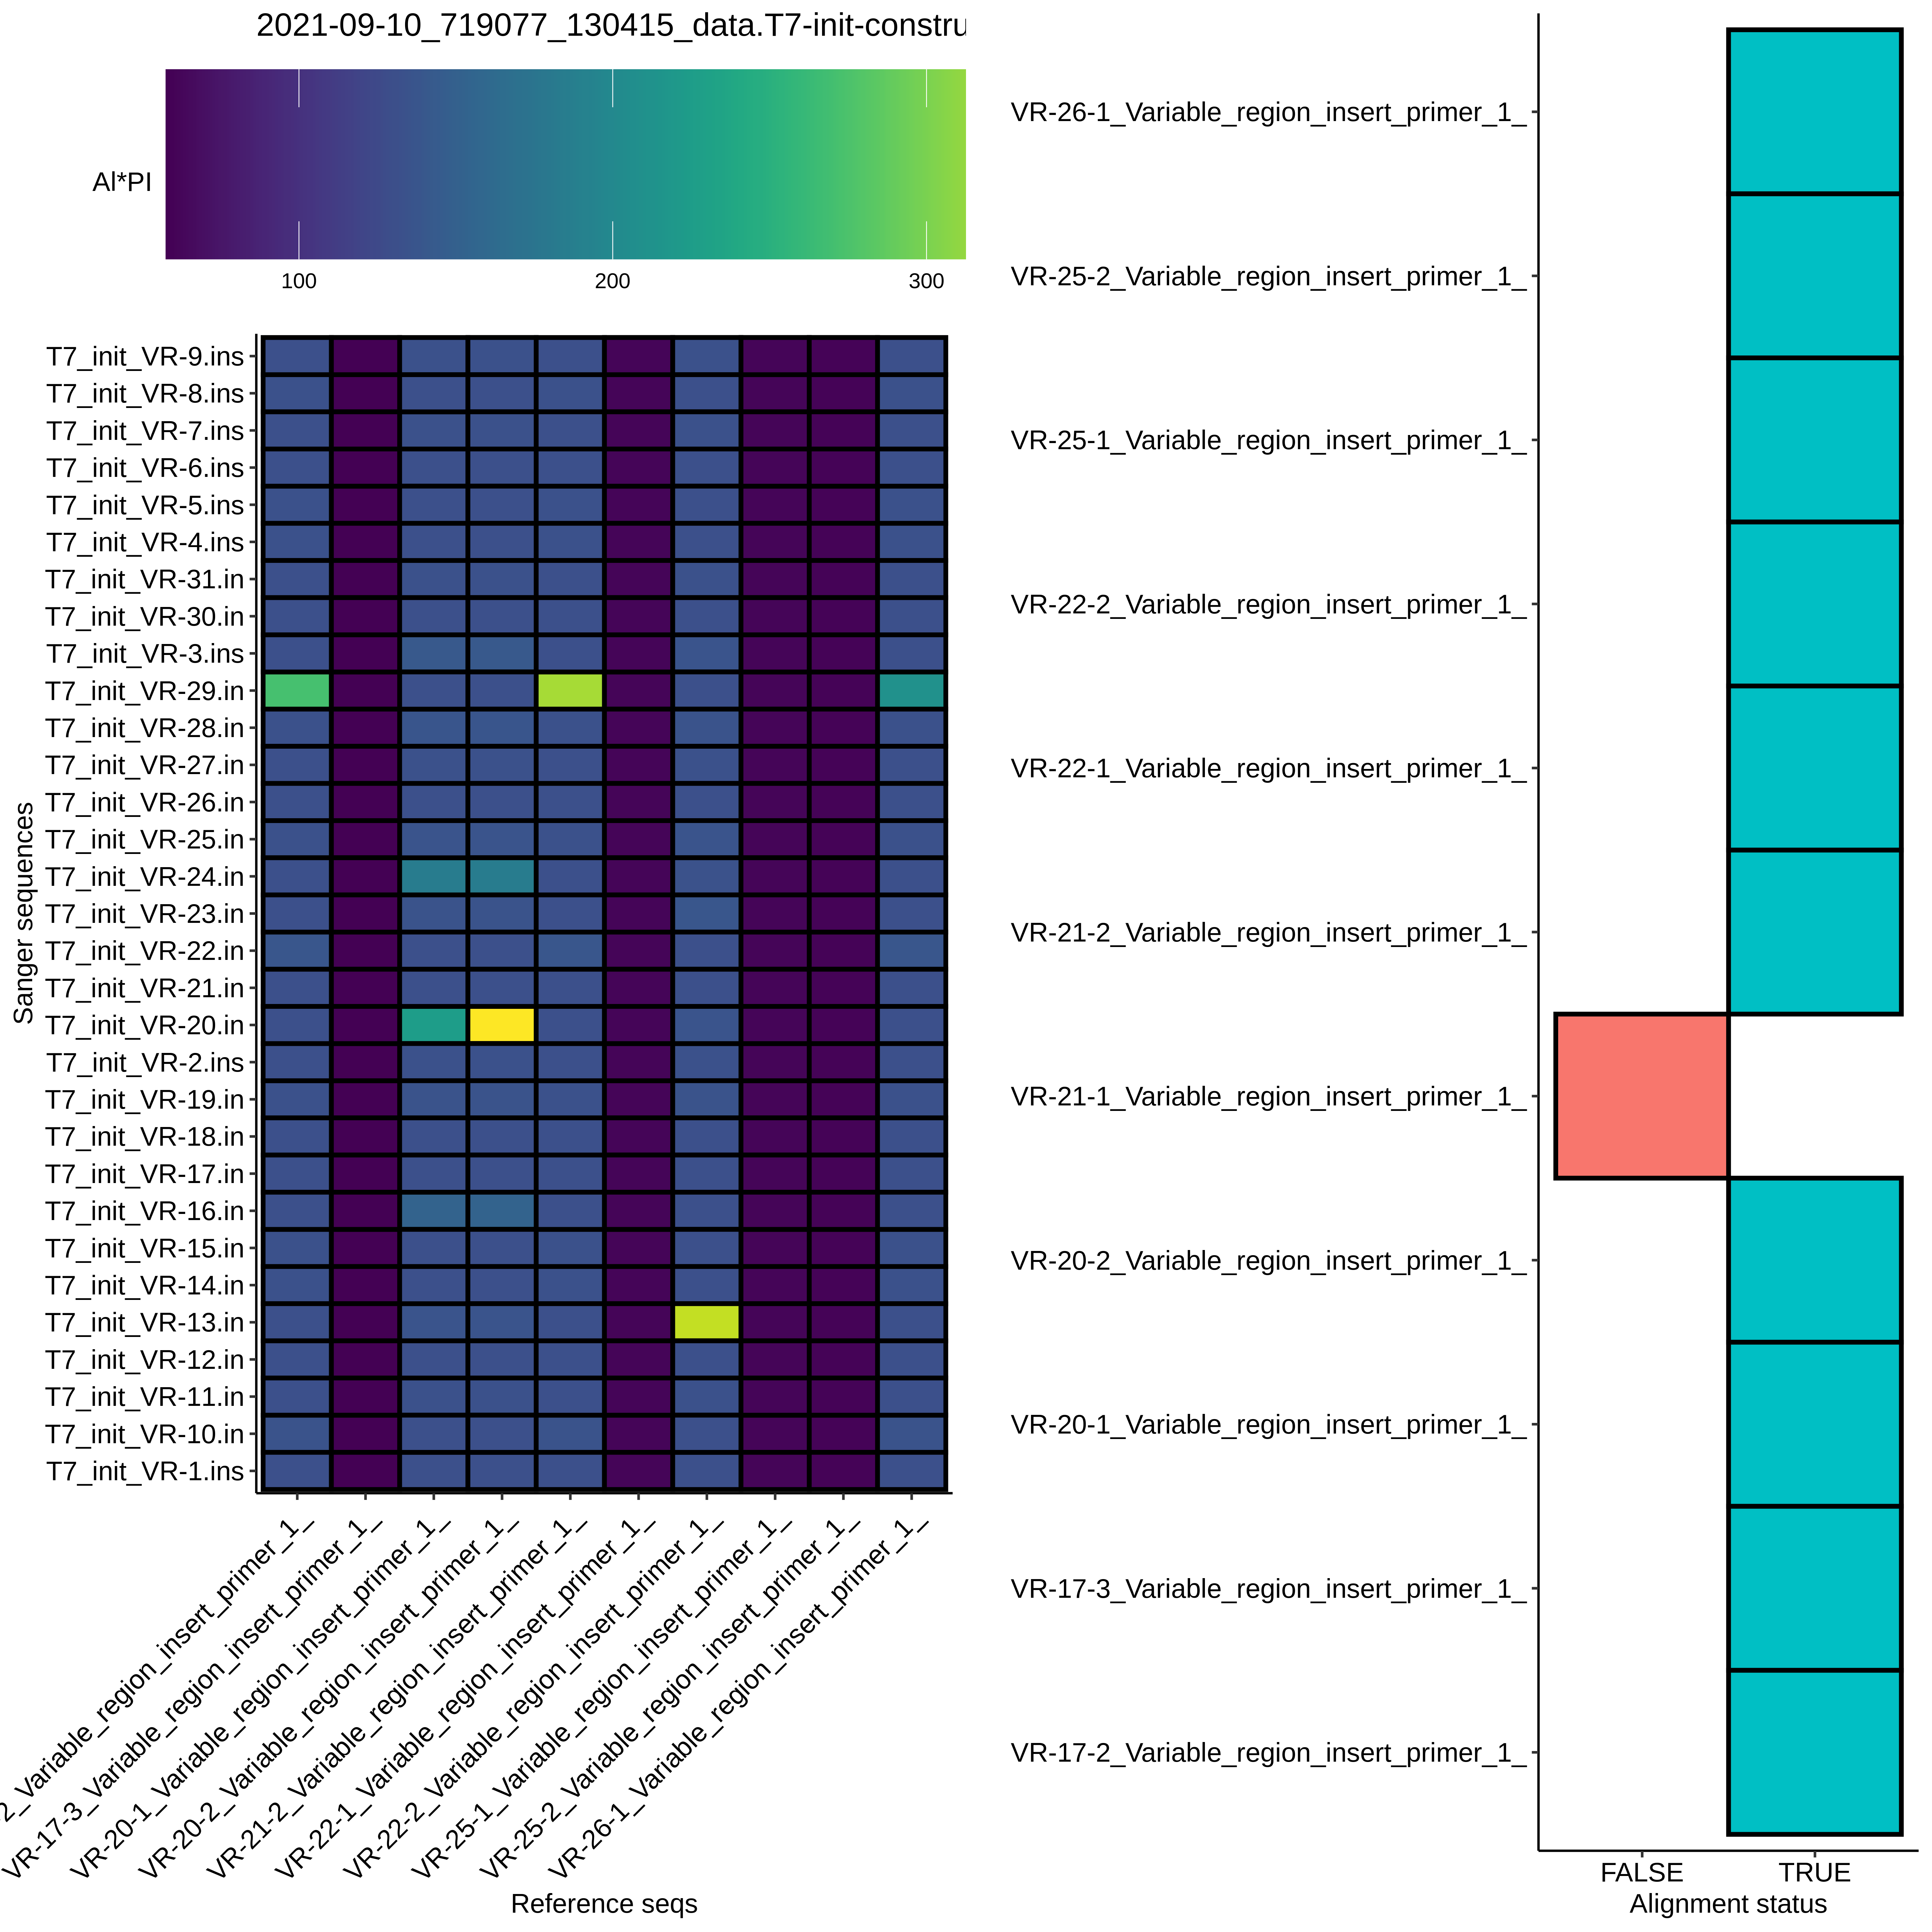 2021-09-10_719077_130415_data.T7-init-constru
Al*PI
100
200
300
Sanger sequences
T7_init_VR-9.ins
T7_init_VR-8.ins
T7_init_VR-7.ins
T7_init_VR-6.ins
T7_init_VR-5.ins
T7_init_VR-4.ins
T7_init_VR-31.in
T7_init_VR-30.in
T7_init_VR-3.ins
T7_init_VR-29.in
T7_init_VR-28.in
T7_init_VR-27.in
T7_init_VR-26.in
T7_init_VR-25.in
T7_init_VR-24.in
T7_init_VR-23.in
T7_init_VR-22.in
T7_init_VR-21.in
T7_init_VR-20.in
T7_init_VR-2.ins
T7_init_VR-19.in
T7_init_VR-18.in
T7_init_VR-17.in
T7_init_VR-16.in
T7_init_VR-15.in
T7_init_VR-14.in
T7_init_VR-13.in
T7_init_VR-12.in
T7_init_VR-11.in
T7_init_VR-10.in
T7_init_VR-1.ins
2_Variable_region_insert_primer_1_
VR-17-3_Variable_region_insert_primer_1_
VR-20-1_Variable_region_insert_primer_1_
VR-20-2_Variable_region_insert_primer_1_
VR-21-2_Variable_region_insert_primer_1_
VR-22-1_Variable_region_insert_primer_1_
VR-22-2_Variable_region_insert_primer_1_
VR-25-1_Variable_region_insert_primer_1_
VR-25-2_Variable_region_insert_primer_1_
VR-26-1_Variable_region_insert_primer_1_
Reference seqs
VR-26-1_Variable_region_insert_primer_1_
VR-25-2_Variable_region_insert_primer_1_
VR-25-1_Variable_region_insert_primer_1_
VR-22-2_Variable_region_insert_primer_1_
VR-22-1_Variable_region_insert_primer_1_
VR-21-2_Variable_region_insert_primer_1_
VR-21-1_Variable_region_insert_primer_1_
VR-20-2_Variable_region_insert_primer_1_
VR-20-1_Variable_region_insert_primer_1_
VR-17-3_Variable_region_insert_primer_1_
VR-17-2_Variable_region_insert_primer_1_
FALSE
TRUE
Alignment status